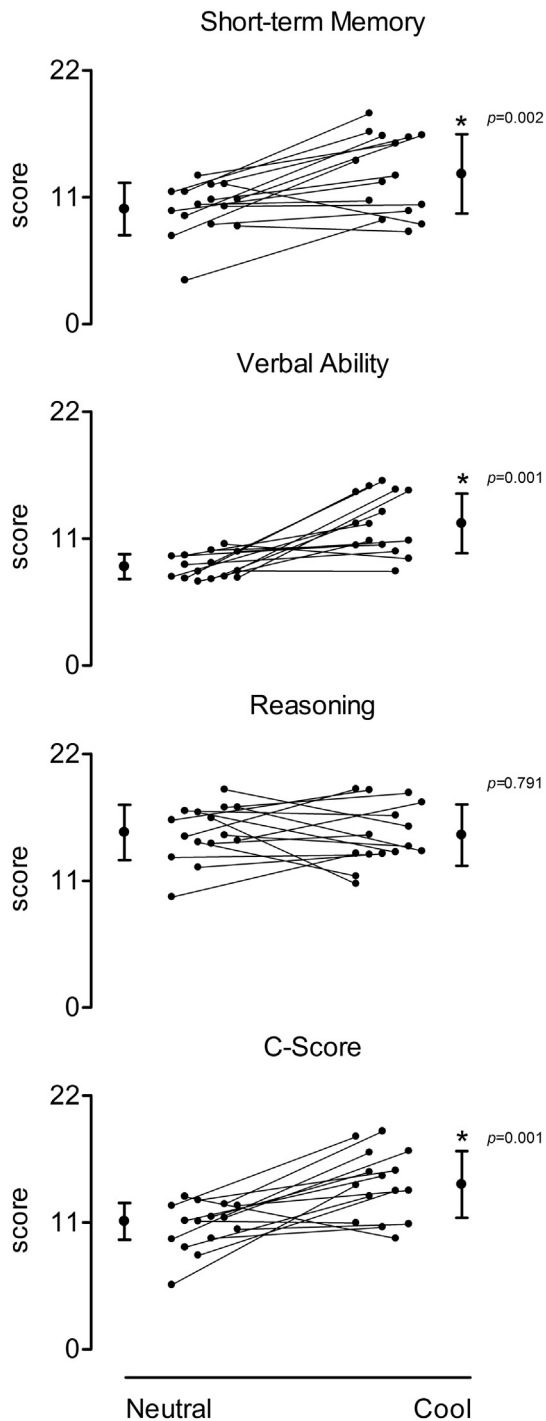 Short-term Memory
22
* p=0.002
11
score
0
Verbal Ability
22
* p=0.001
11
score
0
Reasoning
22
p=0.791
11
score
0
C-Score
22
* p=0.001
11
score
0
Neutral Cool